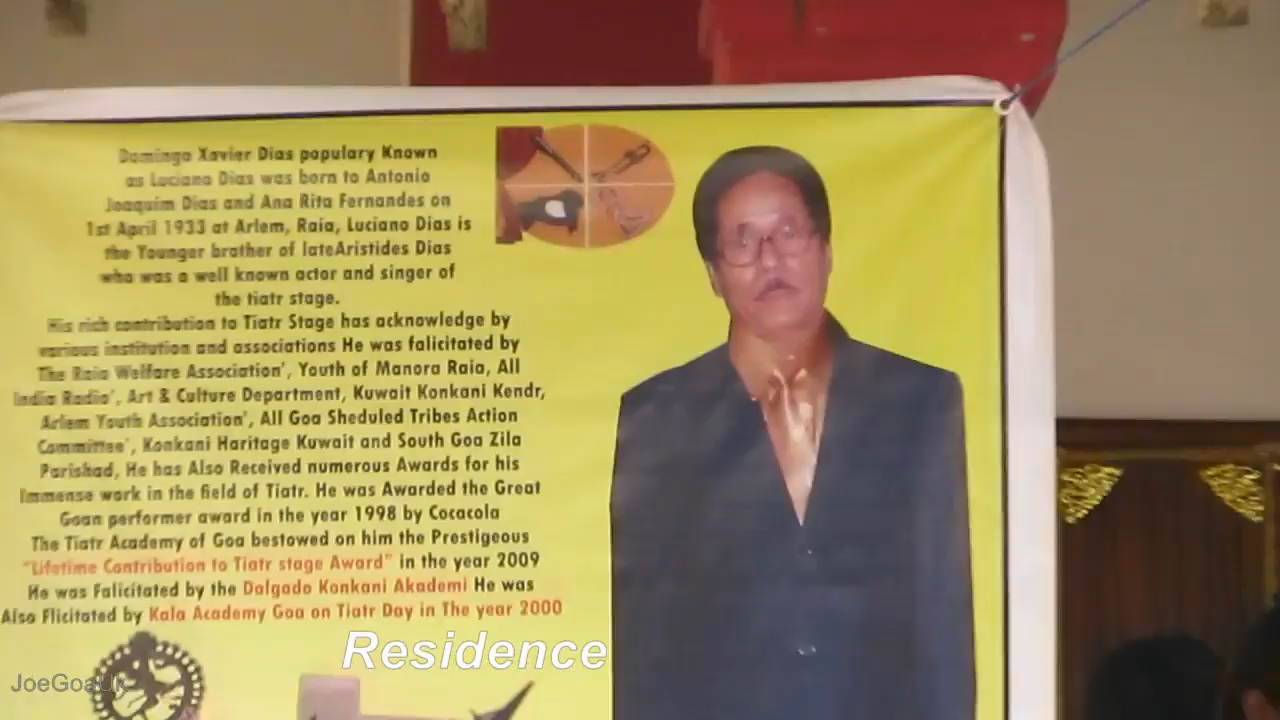 Domingo Xavier Dias populary Known
as Luciano Dias was born to Antonio
Joaquim Dias and Ana Rita Fernandes on
1st April 1933 at Arlem, Raia, Luciano Dias is
the Younger brother of lateAristides Dias
who was a well known actor and singer of
the tiatr stage.
His rich contribution to Tiatr Stage has acknowledge by
various institution and associations He was falicitated by
The Raia Welfare Association', Youth of Manora Raia, All
India Radio', Art & Culture Department, Kuwait Konkani Kendr,
Arlem Youth Association', All Goa Sheduled Tribes Action
Committee', Konkani Haritage Kuwait and South Goa Zila
Parishad, He has Also Received numerous Awards for his
Immense work in the field of Tiatr. He was Awarded the Great
Goan performer award in the year 1998 by Cocacola
The Tiatr Academy of Goa bestowed on him the Prestigeous
"Lifetime Contribution to Tiatr stage Award" in the year 2009
He was Falicitated by the Dalgado Konkani Akademi He was
Also Flicitated by Kala Academy Goa on Tiatr Day in The year 2000
Residence
JoeGoaUk